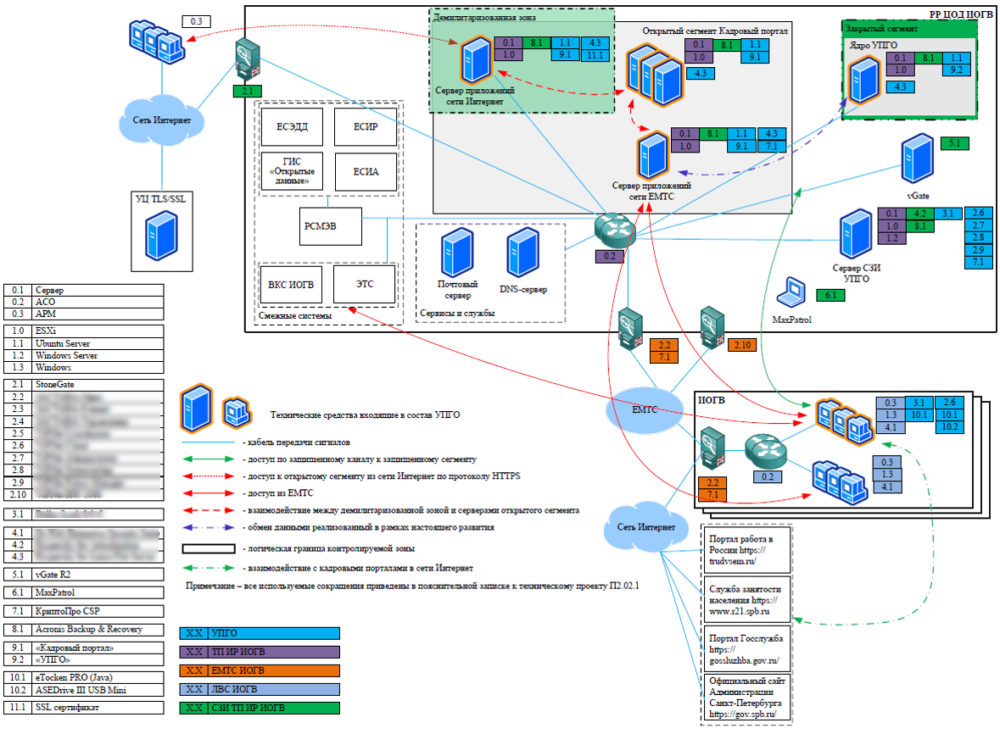 РР ЦОД ИОГВ
0.3
Демилитаризованная зона
0.1 8.1 1.1 4.3
1.0 9.1 11.1
Сервер приложений
сети Интернет
Открытый сегмент Кадровый портал
0.1 8.1 1.1
1.0 9.1
4.3
Закрытый сегмент
Ядро УПГО
0.1 8.1 1.1
1.0 9.2
4.3
2.1
Сеть Интернет
УЦ TLS/SSL
ЕСЭДД
ЕСИР
ГИС
«Открытые
данные»
ЕСИА
РСМЭВ
ВКС ИОГВ
ЭТС
Смежные системы
0.1 8.1 1.1 4.3
1.0 9.1 7.1
Сервер приложений
сети ЕМТС
5.1
vGate
0.2
Почтовый
сервер
DNS-сервер
Сервисы и службы
0.1 4.2 3.1 2.6
1.0 8.1 2.7
1.2 2.8
2.9
7.1
Сервер СЗИ
УПГО
6.1
MaxPatrol
2.2
7.1
2.10
ЕМТС
ИОГВ
0.3 3.1 2.6
1.3 10.1 10.1
4.1 10.2
0.2
0.3
1.3
4.1
2.2
7.1
Сеть Интернет
Портал работа в
России https://
trudvsem.ru/
Служба занятости
населения https://
www.r21.spb.ru
Портал Госслужба
https://
gossluzhba.gov.ru/
Официальный сайт
Администрации
Санкт-Петербурга
https://gov.spb.ru/
0.1 Сервер
0.2 АСО
0.3 АРМ
1.0 ESXi
1.1 Ubuntu Server
1.2 Windows Server
1.3 Windows
2.1 StoneGate
2.2
2.3
2.4
2.5
2.6
2.7
2.8
2.9
2.10
3.1
4.1
4.2
4.3
5.1 vGate R2
6.1 MaxPatrol
7.1 КриптоПро CSP
8.1 Acronis Backup & Recovery
9.1 «Кадровый портал»
9.2 «УПГО»
10.1 eTocken PRO (Java)
10.2 ASEDrive III USB Mini
11.1 SSL сертификат
Технические средства входящие в состав УПГО
- кабель передачи сигналов
- доступ по защищенному каналу к защищенному сегменту
- доступ к открытому сегменту из сети Интернет по протоколу HTTPS
- доступ из ЕМТС
- взаимодействие между демилитаризованной зоной и серверами открытого сегмента
- обмен данными реализованный в рамках настоящего развития
- логическая граница контролируемой зоны
- взаимодействие с кадровыми порталами в сети Интернет
Примечание – все используемые сокращения приведены в пояснительной записке к техническому проекту П2.02.1
X.X УПГО
X.X ТП ИР ИОГВ
X.X ЕМТС ИОГВ
X.X ЛВС ИОГВ
X.X СЗИ ТП ИР ИОГВ